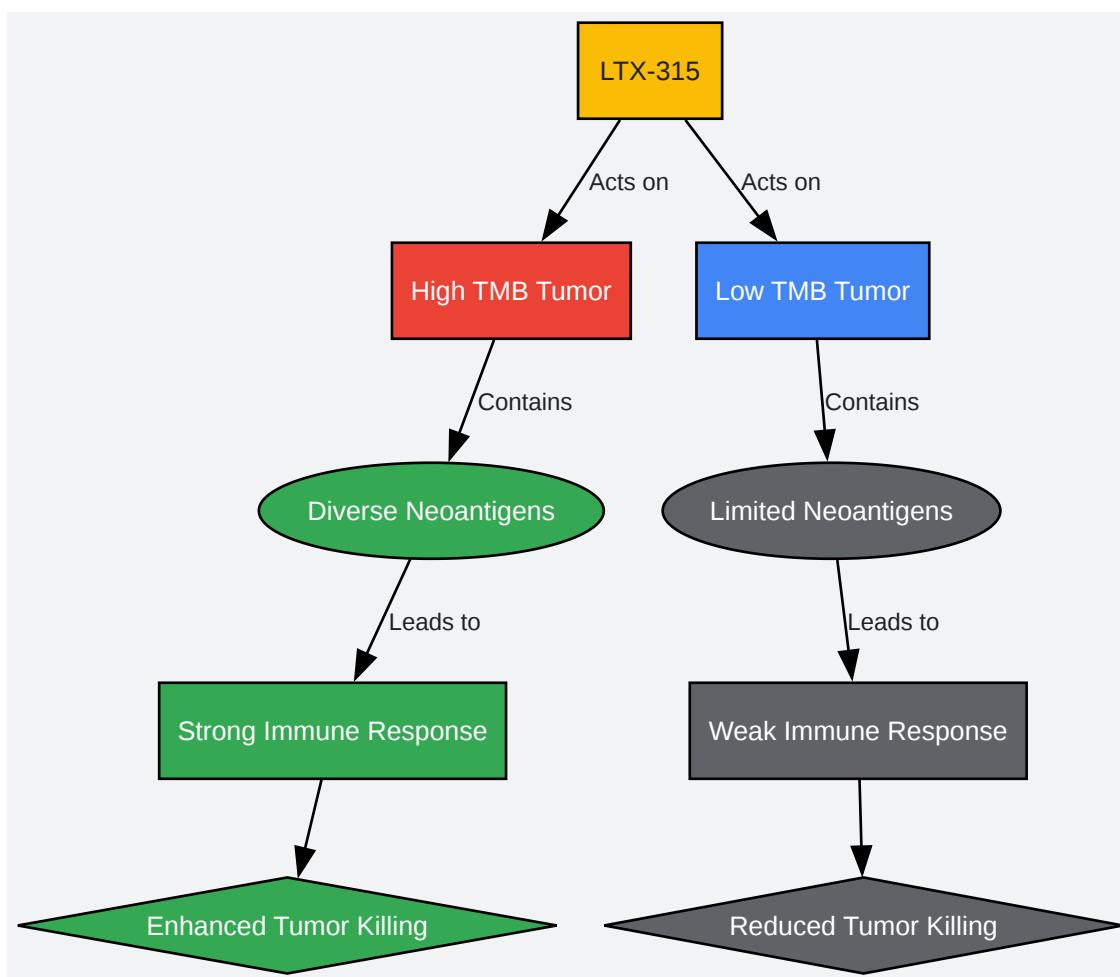 LTX-315
Acts on
Acts on
High TMB Tumor
Low TMB Tumor
Contains
Contains
Diverse Neoantigens
Limited Neoantigens
Leads to
Leads to
Strong Immune Response
Weak Immune Response
Enhanced Tumor Killing
Reduced Tumor Killing